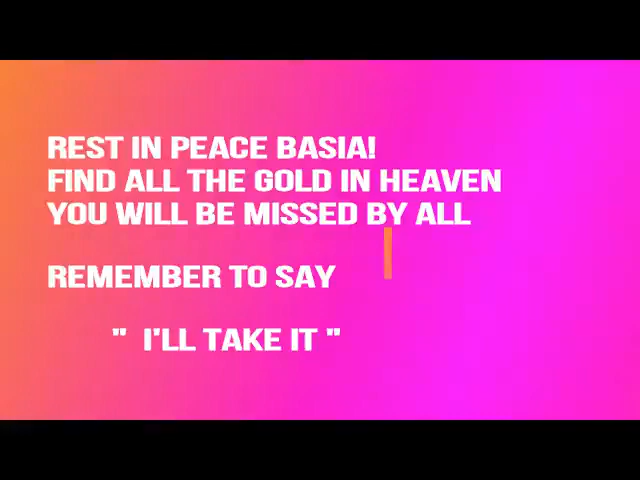 REST IN PEACE BASIA!
FIND ALL THE GOLD IN HEAVEN
YOU WILL BE MISSED BY ALL
REMEMBER TO SAY
" I'LL TAKE IT "